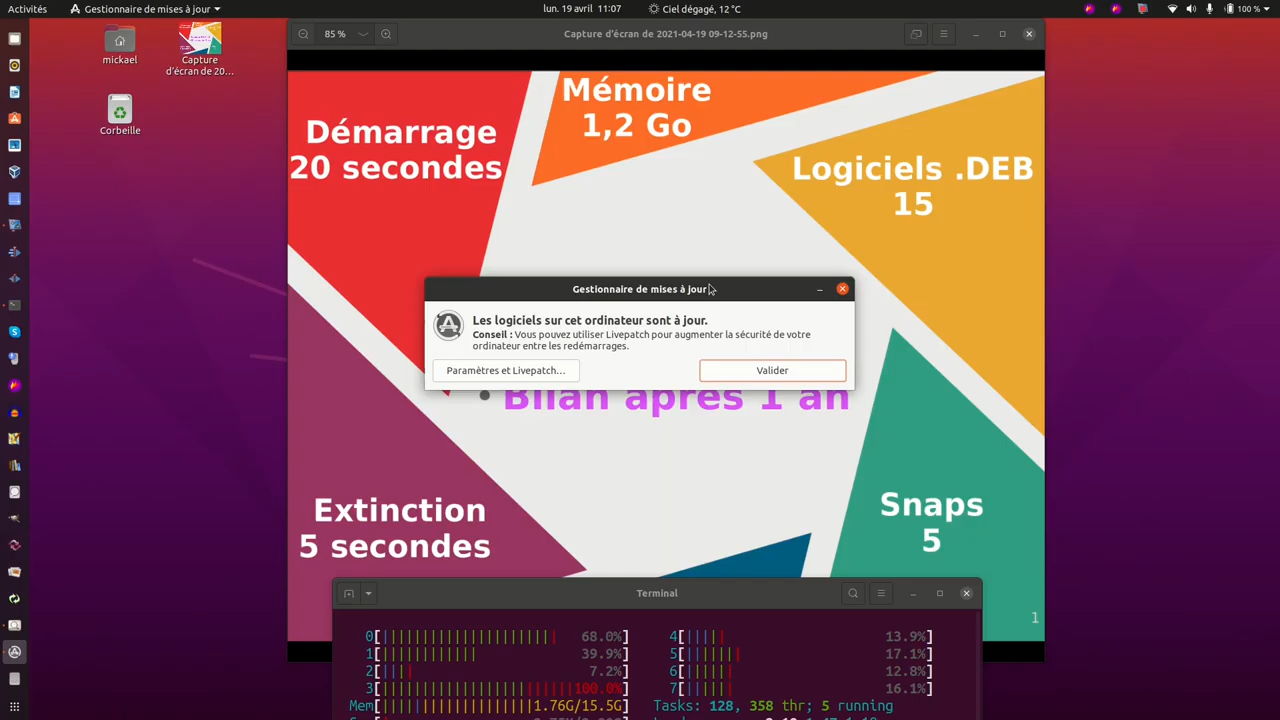 Activités
Gestionnaire de mises à jour
lun. 19 avril 11:07
Ciel dégagé, 12 °C
100 %
mickael
Capture
d'écran de 20…
Corbeille
85 %
Capture d'écran de 2021-04-19 09-12-55.png
Démarrage
20 secondes
Mémoire
1,2 Go
Logiciels .DEB
15
Gestionnaire de mises à jour
Les logiciels sur cet ordinateur sont à jour.
Conseil : Vous pouvez utiliser Livepatch pour augmenter la sécurité de votre
ordinateur entre les redémarrages.
Paramètres et Livepatch…
Valider
• Bilan après 1 an
Extinction
5 secondes
Snaps
5
1
Terminal
0[ 68.0%] 4[ 13.9%]
1[ 39.9%] 5[ 17.1%]
2[ 7.2%] 6[ 12.8%]
3[ 100.0%] 7[ 16.1%]
Mem[ 1.76G/15.5G] Tasks: 128, 358 thr; 5 running